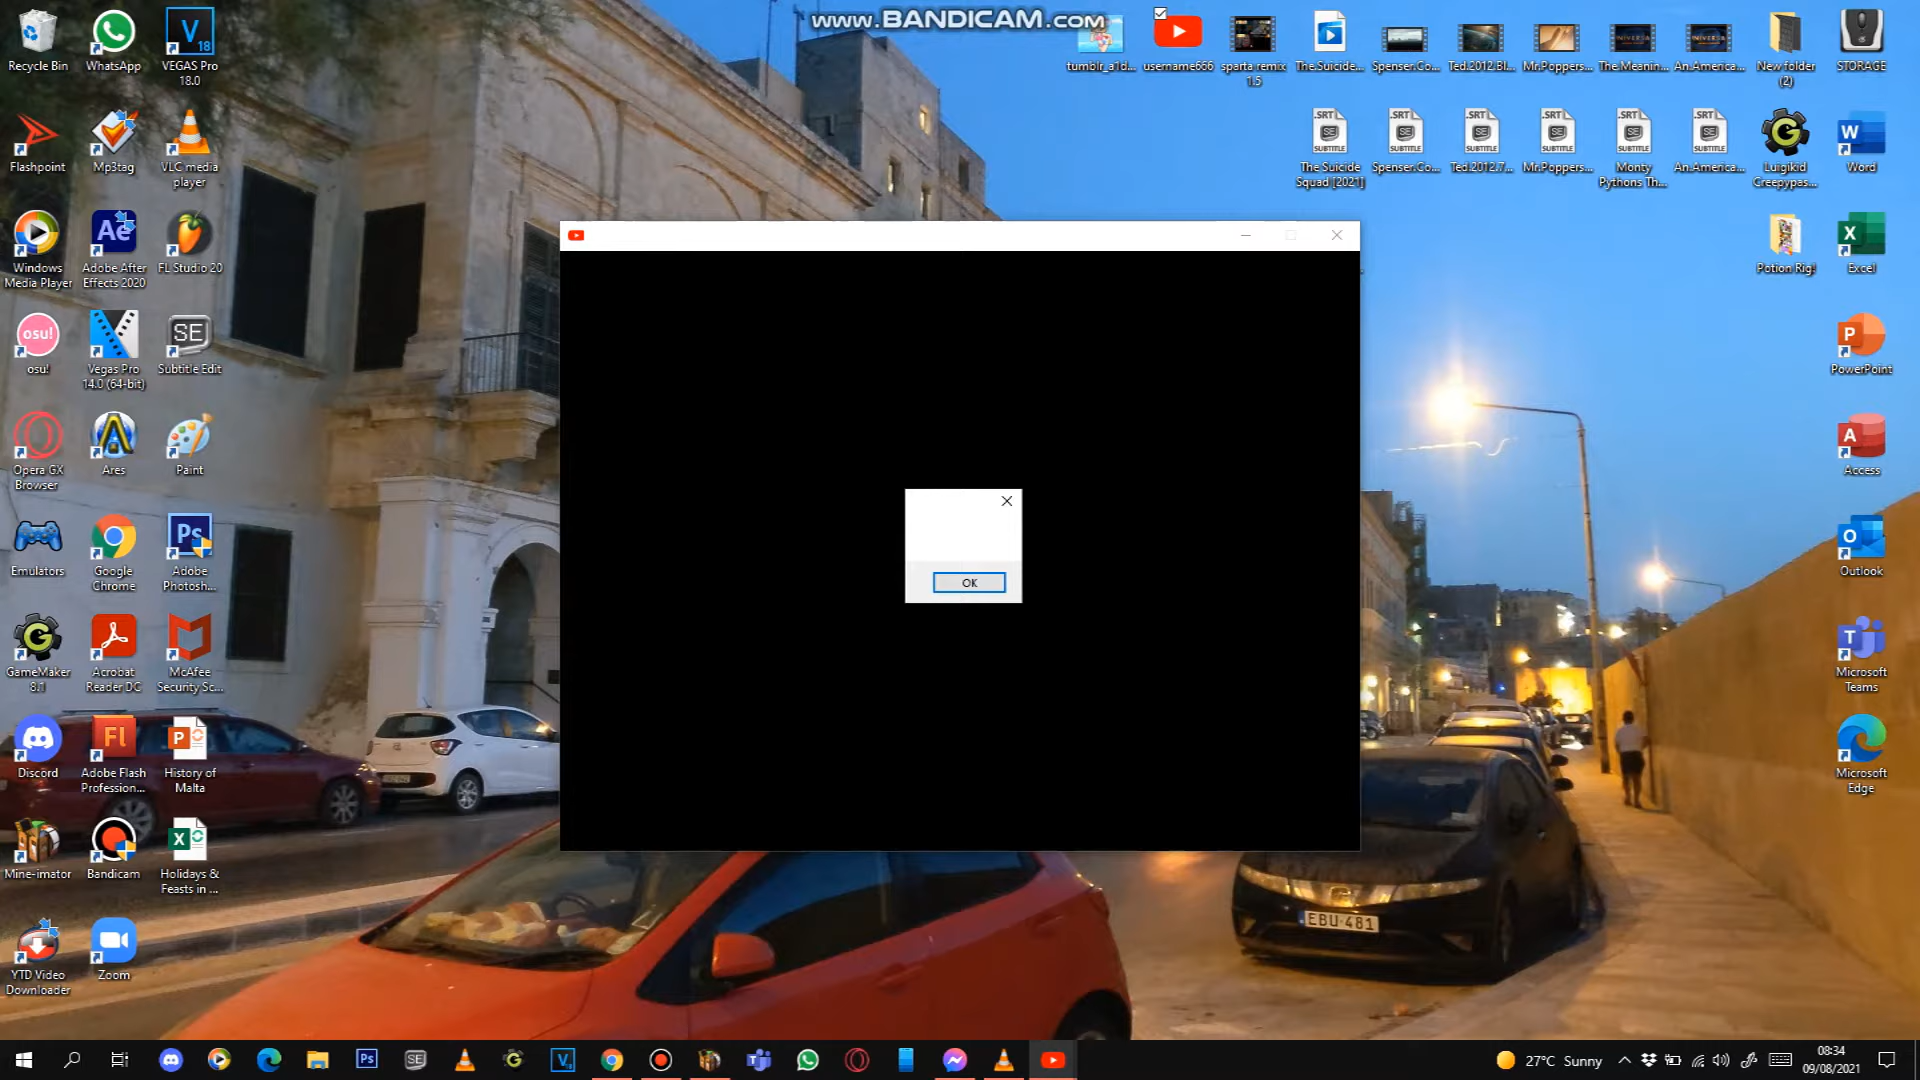 www.BANDICAM.com
Recycle Bin
WhatsApp
VEGAS Pro
18.0
tumblr_a1d...
username666
sparta remix
1.5
The.Suicide...
Spenser.Co...
Ted.2012.Bl...
Mr.Poppers...
The.Meanin...
An.America...
New folder
(2)
STORAGE
Flashpoint
Mp3tag
VLC media
player
The Suicide
Squad [2021]
Spenser.Co...
Ted.2012.7...
Mr.Poppers...
Monty
Pythons Th...
An.America...
Luigikid
Creepypas...
Word
Windows
Media Player
Adobe After
Effects 2020
FL Studio 20
Potion Rig!
Excel
osu!
osu!
Vegas Pro
14.0 (64-bit)
SE
Subtitle Edit
PowerPoint
Opera GX
Browser
Ares
Paint
Access
OK
Emulators
Google
Chrome
Adobe
Photosh...
Outlook
GameMaker
8.1
Acrobat
Reader DC
McAfee
Security Sc...
Microsoft
Teams
Discord
Adobe Flash
Profession...
History of
Malta
Microsoft
Edge
Mine-imator
Bandicam
Holidays &
Feasts in ...
EBU-481
YTD Video
Downloader
Zoom
27°C Sunny
08:34
09/08/2021